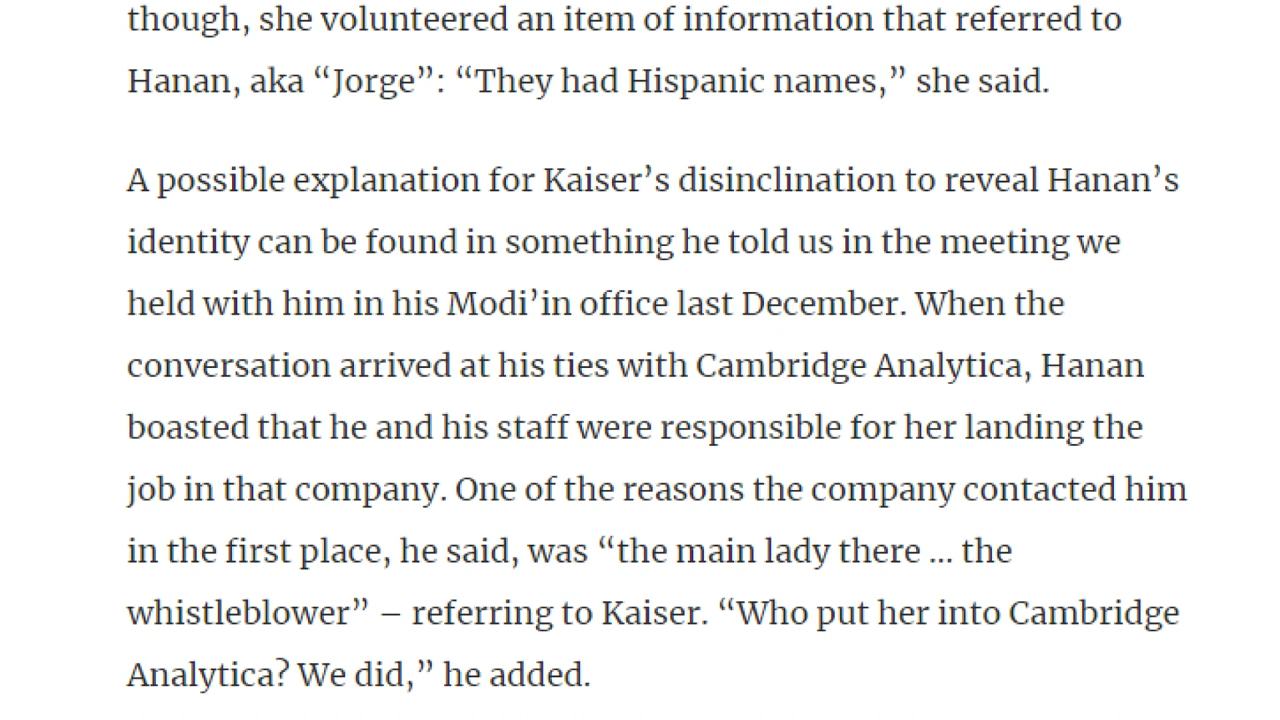 though, she volunteered an item of information that referred to
Hanan, aka “Jorge”: “They had Hispanic names,” she said.
A possible explanation for Kaiser’s disinclination to reveal Hanan’s
identity can be found in something he told us in the meeting we
held with him in his Modi’in office last December. When the
conversation arrived at his ties with Cambridge Analytica, Hanan
boasted that he and his staff were responsible for her landing the
job in that company. One of the reasons the company contacted him
in the first place, he said, was “the main lady there ... the
whistleblower” – referring to Kaiser. “Who put her into Cambridge
Analytica? We did,” he added.